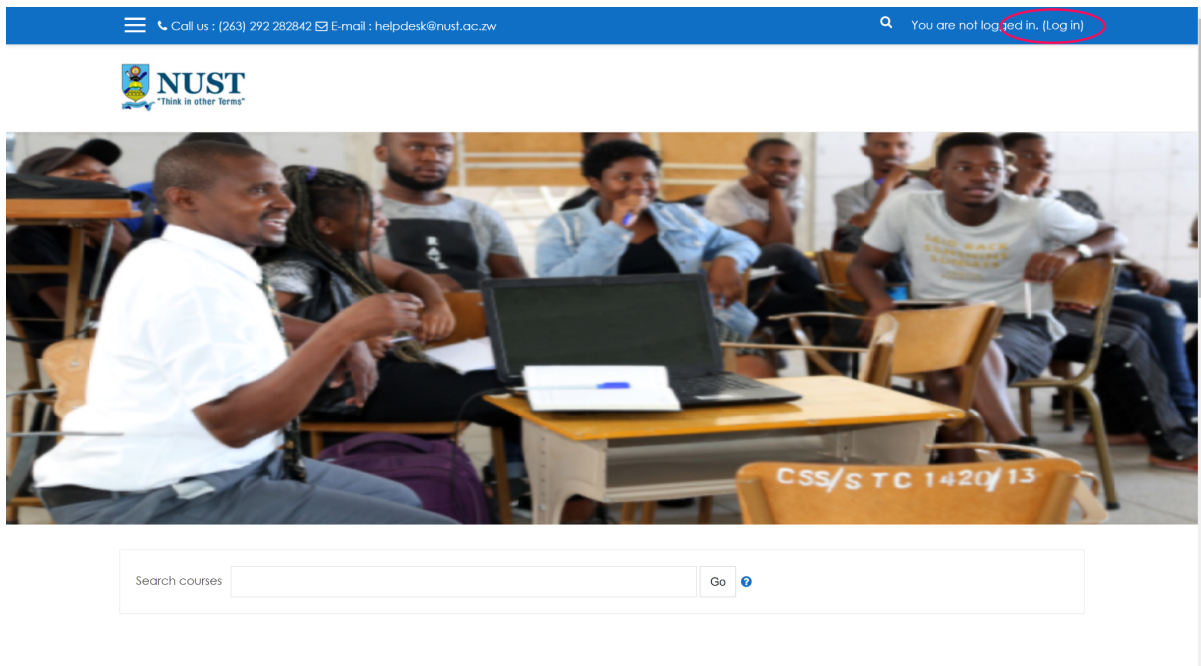 Call us : (263) 292 282842 E-mail : helpdesk@nust.ac.zw
You are not logged in. (Log in)
NUST
"Think in other Terms"
CSS/STC 1420/13
Search courses
Go